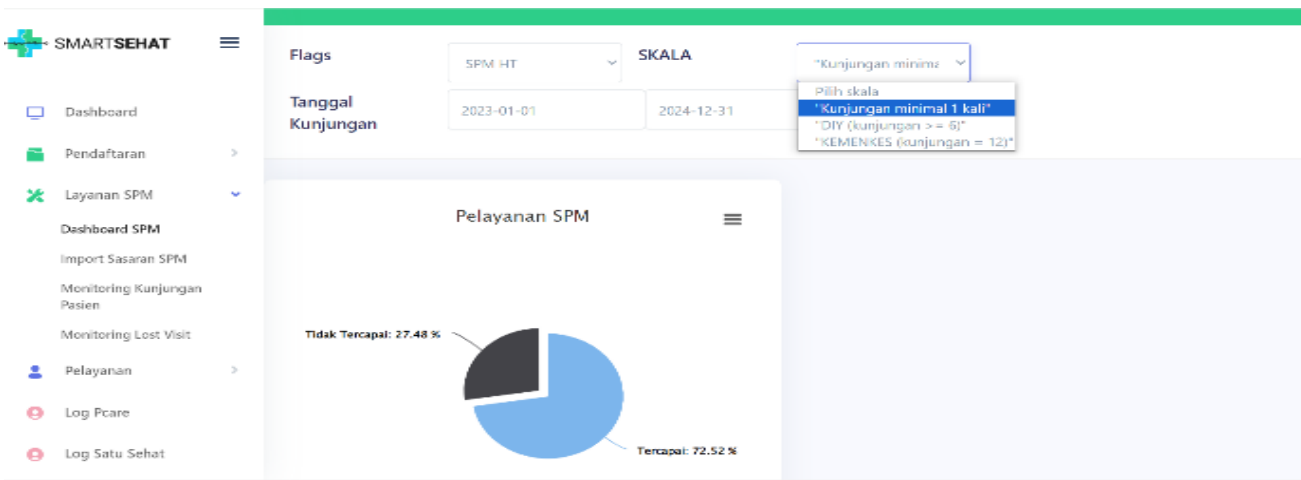 SMARTSEHAT
Dashboard
Pendaftaran
Layanan SPM
Dashboard SPM
Import Sasaran SPM
Monitoring Kunjungan
Pasien
Monitoring Lost Visit
Pelayanan
Log Pcare
Log Satu Sehat
Flags
SPM HT
SKALA
"Kunjungan minima
Pilih skala
"Kunjungan minimal 1 kali"
"DIY (kunjungan >= 6)"
"KEMENKES (kunjungan = 12)"
Tanggal
Kunjungan
2023-01-01
2024-12-31
Pelayanan SPM
Tidak Tercapai: 27.48 %
Tercapai: 72.52 %